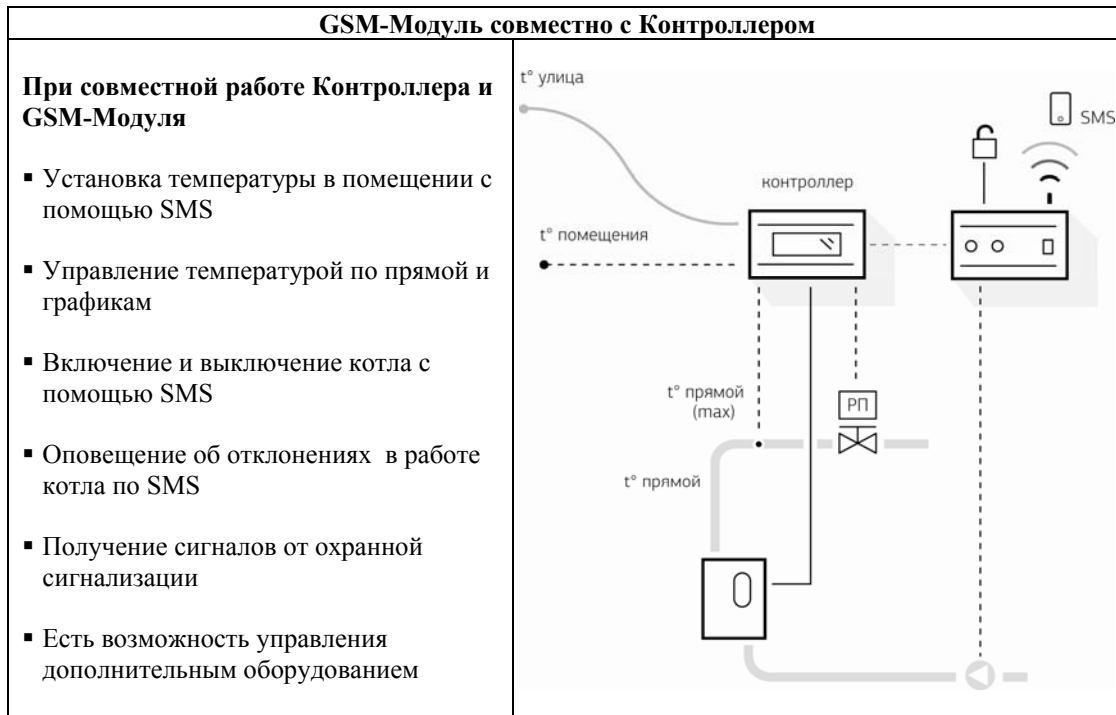 GSM-Модуль совместно с Контроллером
При совместной работе Контроллера и
GSM-Модуля
▪ Установка температуры в помещении с
помощью SMS
▪ Управление температурой по прямой и
графикам
▪ Включение и выключение котла с
помощью SMS
▪ Оповещение об отклонениях в работе
котла по SMS
▪ Получение сигналов от охранной
сигнализации
▪ Есть возможность управления
дополнительным оборудованием
t° улица
SMS
контроллер
t° помещения
t° прямой
(max)
РП
t° прямой